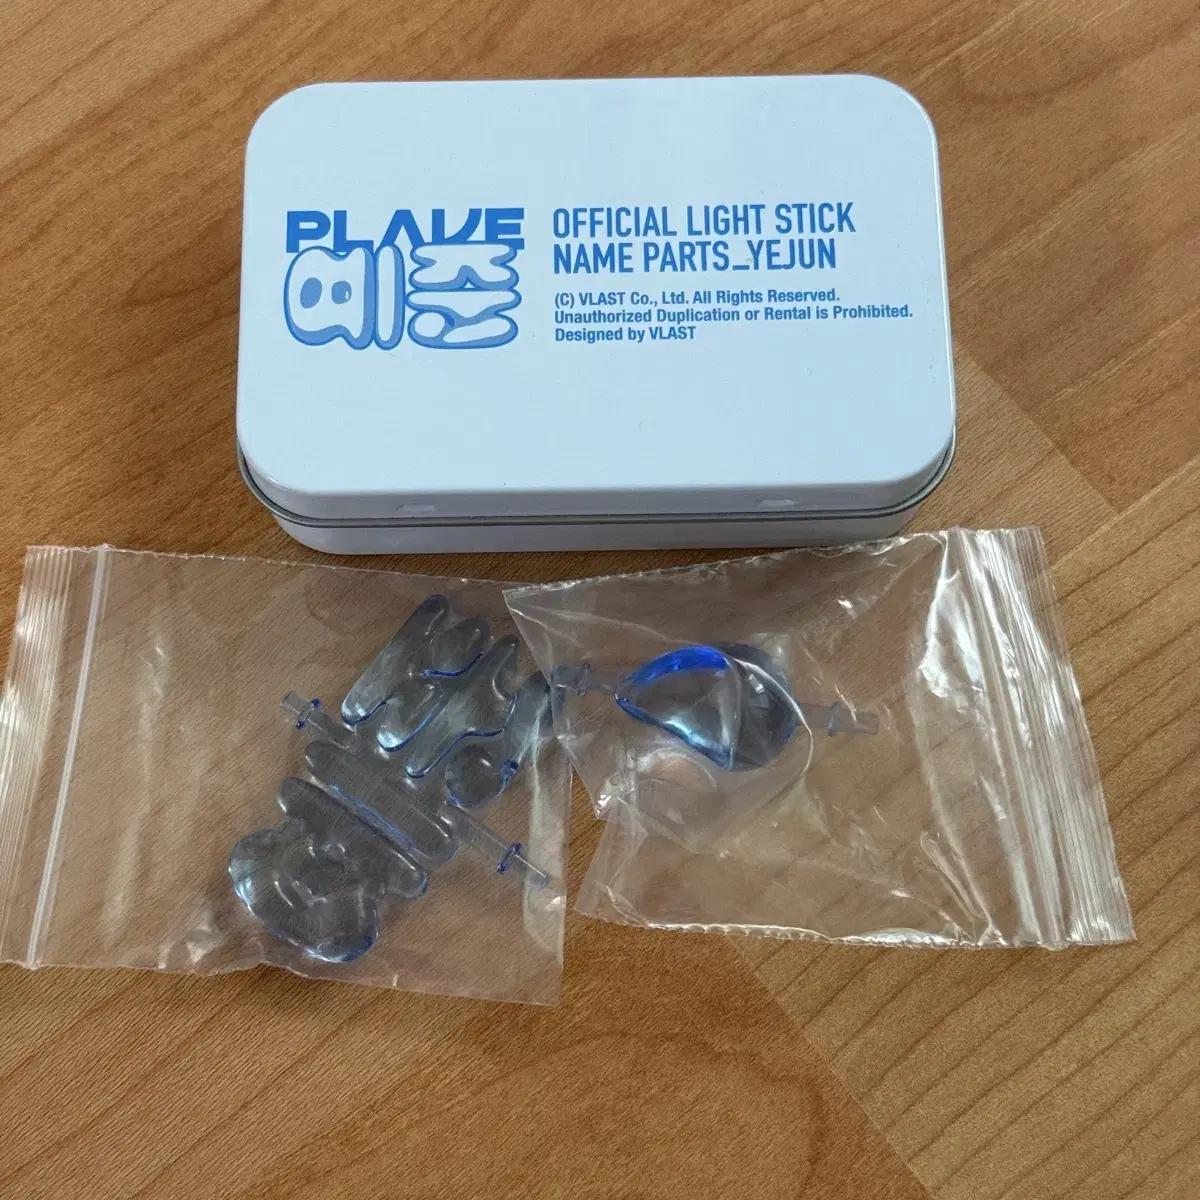 PLAVE
예준
OFFICIAL LIGHT STICK
NAME PARTS_YEJUN
(C) VLAST Co., Ltd. All Rights Reserved.
Unauthorized Duplication or Rental is Prohibited.
Designed by VLAST